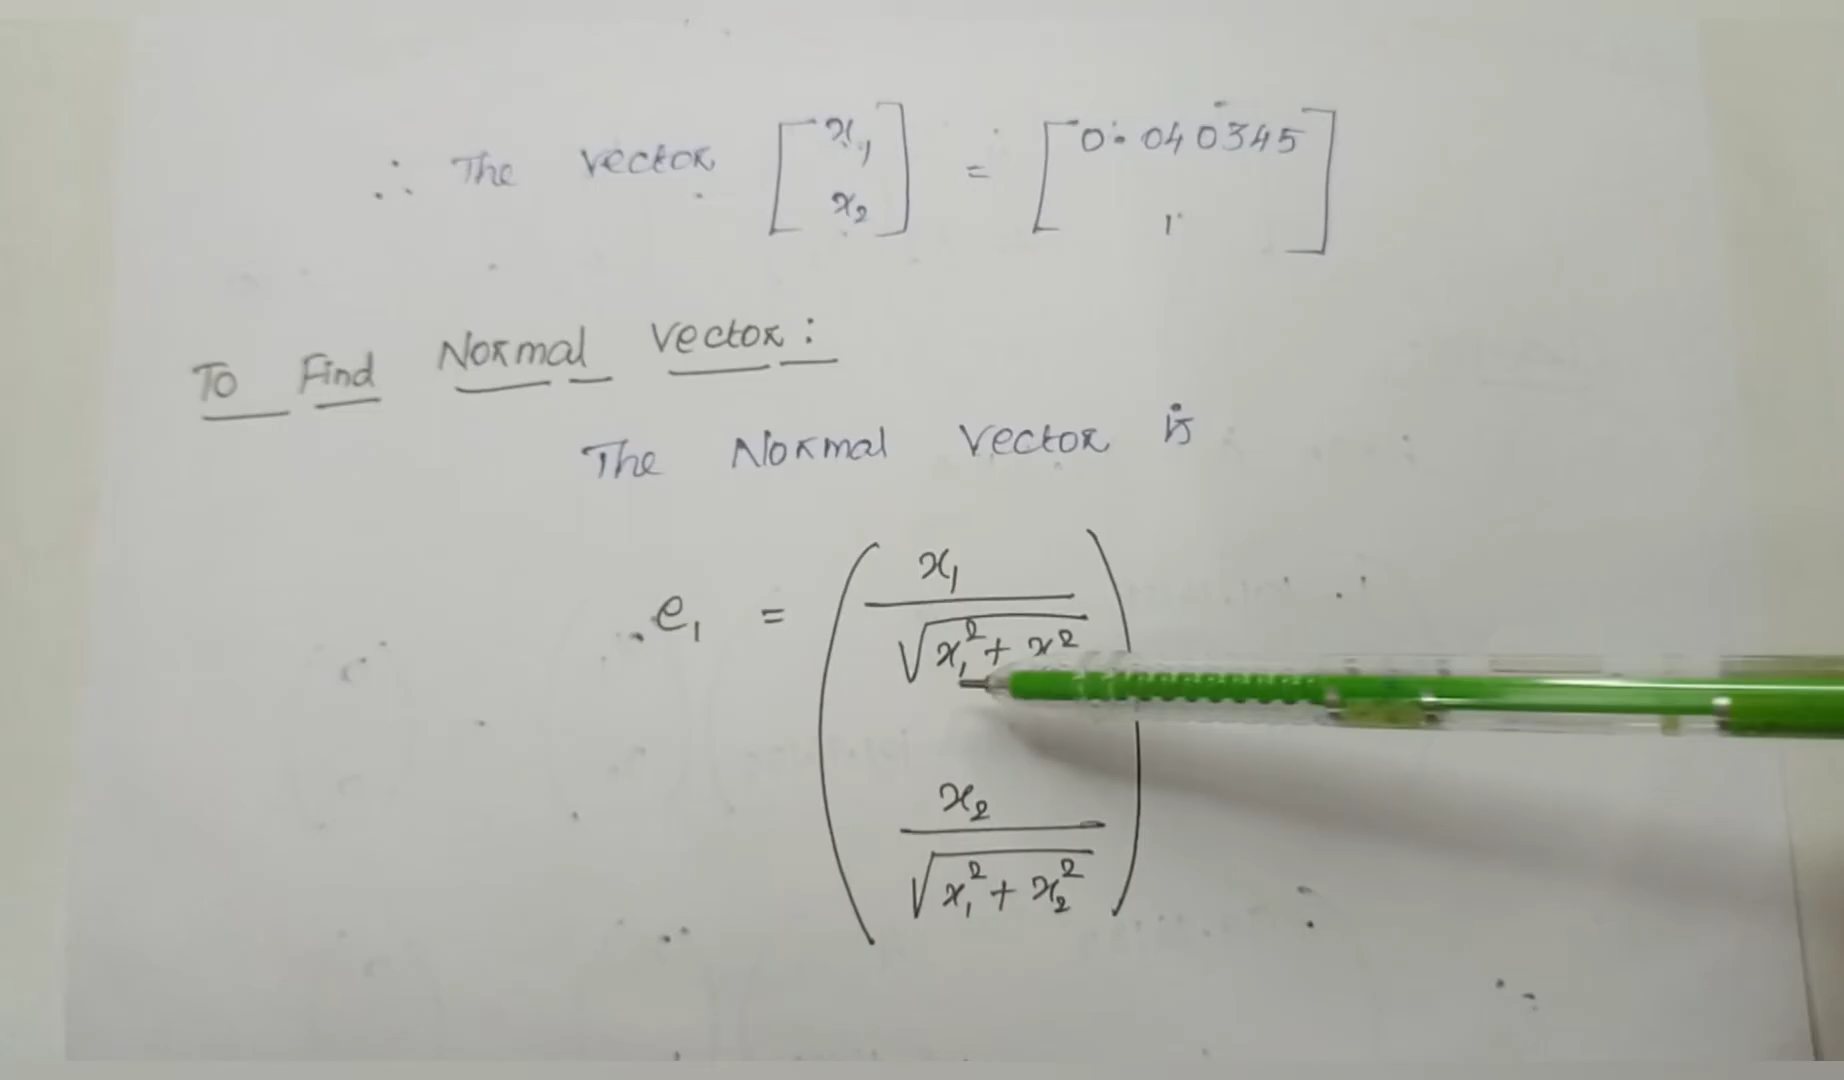 ∴ The vector [x₁ x₂] = [0.040345 1]
To Find Normal vector:
The Normal vector is
e₁ = ( x₁ / √x₁² + x²
x₂ / √x₁² + x₂² )